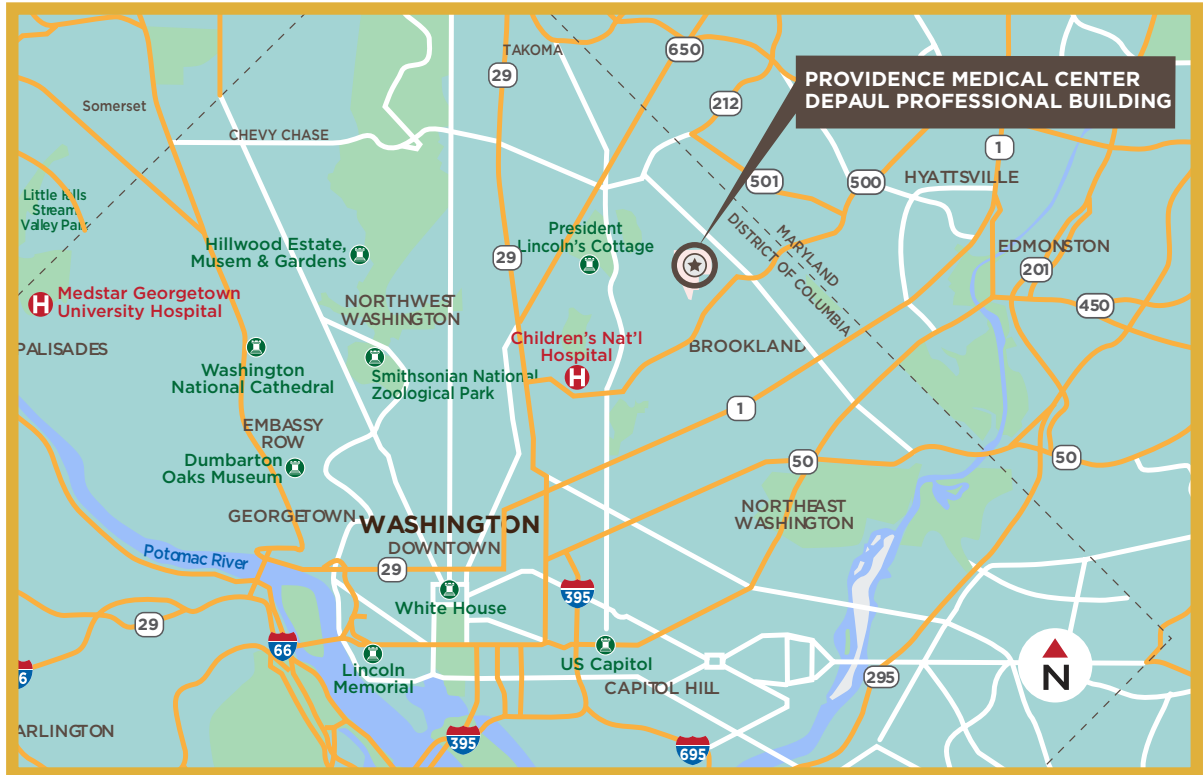 TAKOMA
650
29
PROVIDENCE MEDICAL CENTER
DEPAUL PROFESSIONAL BUILDING
Somerset
212
CHEVY CHASE
1
501
500
HYATTSVILLE
Little Falls
Stream
Valley Park
President
Lincoln's Cottage
Hillwood Estate,
Musem & Gardens
29
MARYLAND
DISTRICT OF COLUMBIA
EDMONSTON
201
450
H
Medstar Georgetown
University Hospital
NORTHWEST
WASHINGTON
Children's Nat'l
Hospital
H
BROOKLAND
PALISADES
Washington
National Cathedral
Smithsonian National
Zoological Park
1
EMBASSY
ROW
Dumbarton
Oaks Museum
50
50
GEORGETOWN
WASHINGTON
DOWNTOWN
NORTHEAST
WASHINGTON
Potomac River
29
395
White House
29
66
Lincoln
Memorial
US Capitol
CAPITOL HILL
295
N
6
ARLINGTON
395
695